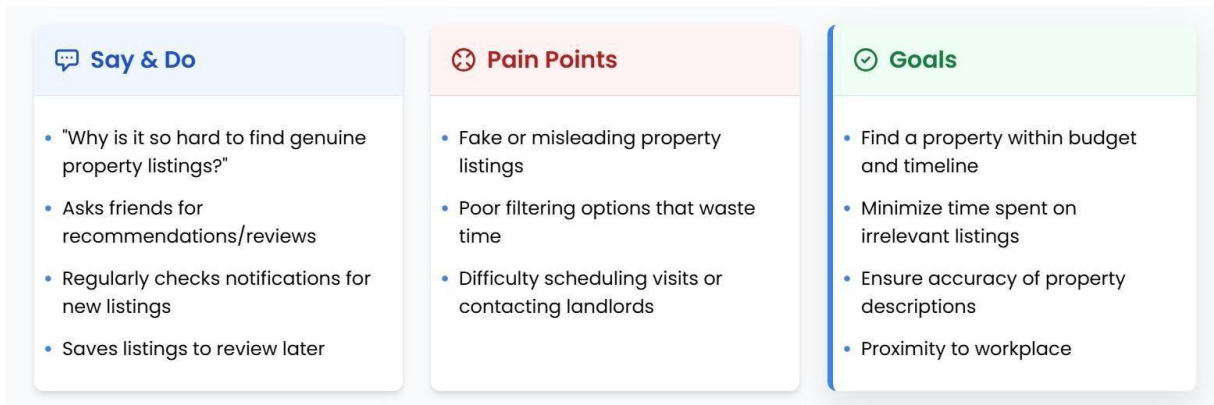 Say & Do
"Why is it so hard to find genuine
property listings?"
Asks friends for
recommendations/reviews
Regularly checks notifications for
new listings
Saves listings to review later
Pain Points
Fake or misleading property
listings
Poor filtering options that waste
time
Difficulty scheduling visits or
contacting landlords
Goals
Find a property within budget
and timeline
Minimize time spent on
irrelevant listings
Ensure accuracy of property
descriptions
Proximity to workplace